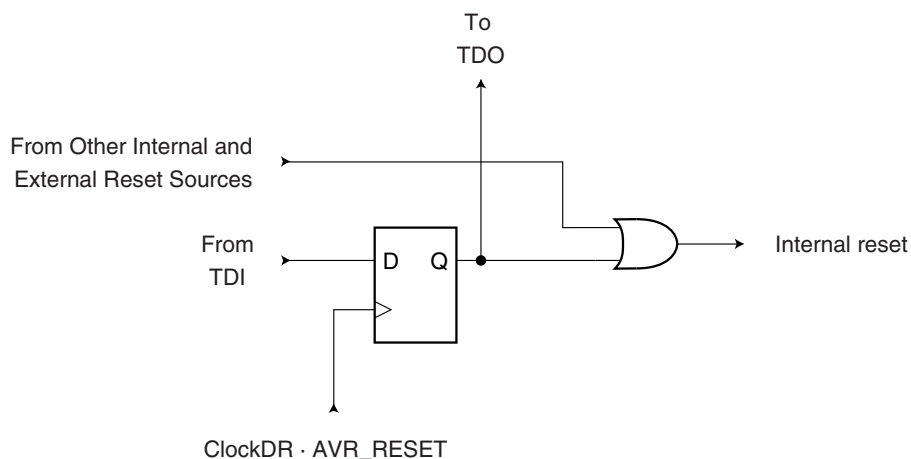 To
TDO
From Other Internal and
External Reset Sources
From
TDI
D
Q
Internal reset
ClockDR · AVR_RESET